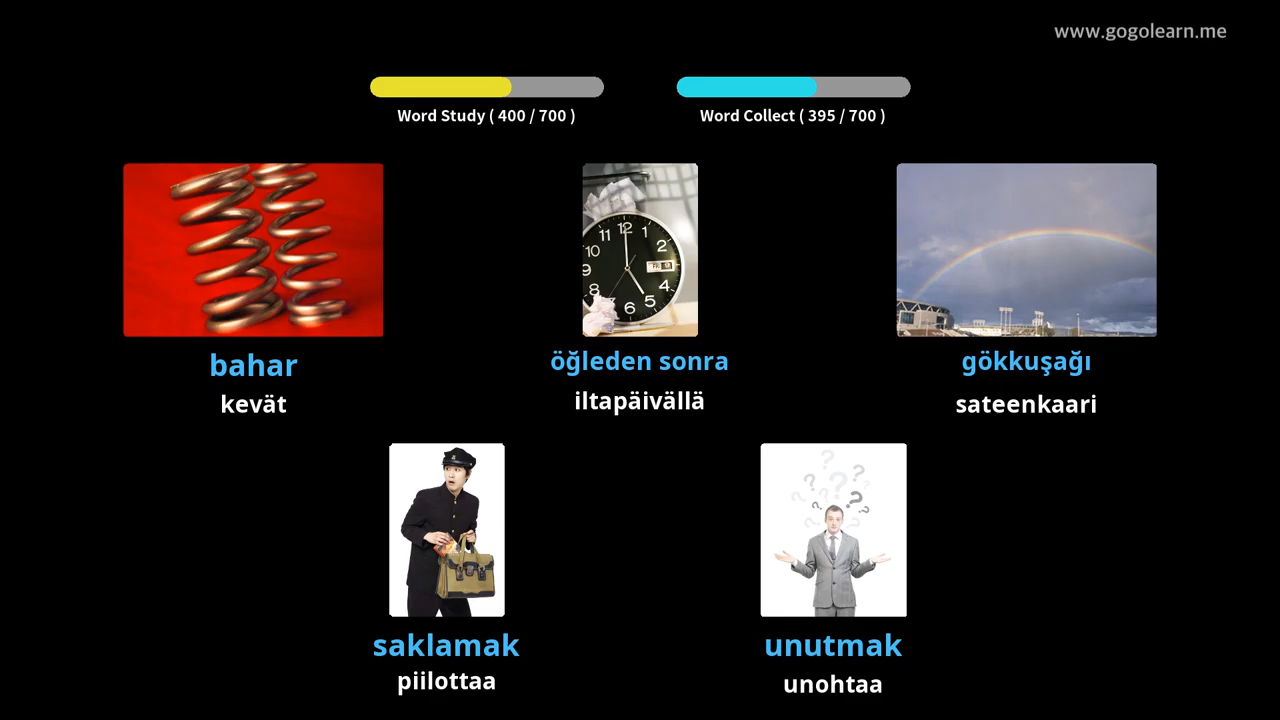 www.gogolearn.me
Word Study ( 400 / 700 )
Word Collect ( 395 / 700 )
bahar
kevät
öğleden sonra
iltapäivällä
gökkuşağı
sateenkaari
saklamak
piilottaa
unutmak
unohtaa